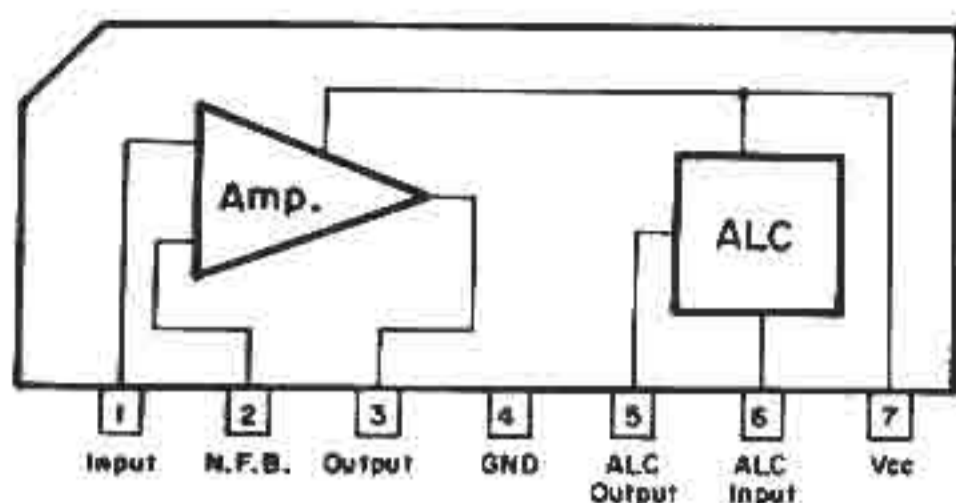 Amp.
ALC
1 2 3 4 5 6 7
Input N.F.B. Output GND ALC ALC Vcc
Output Input